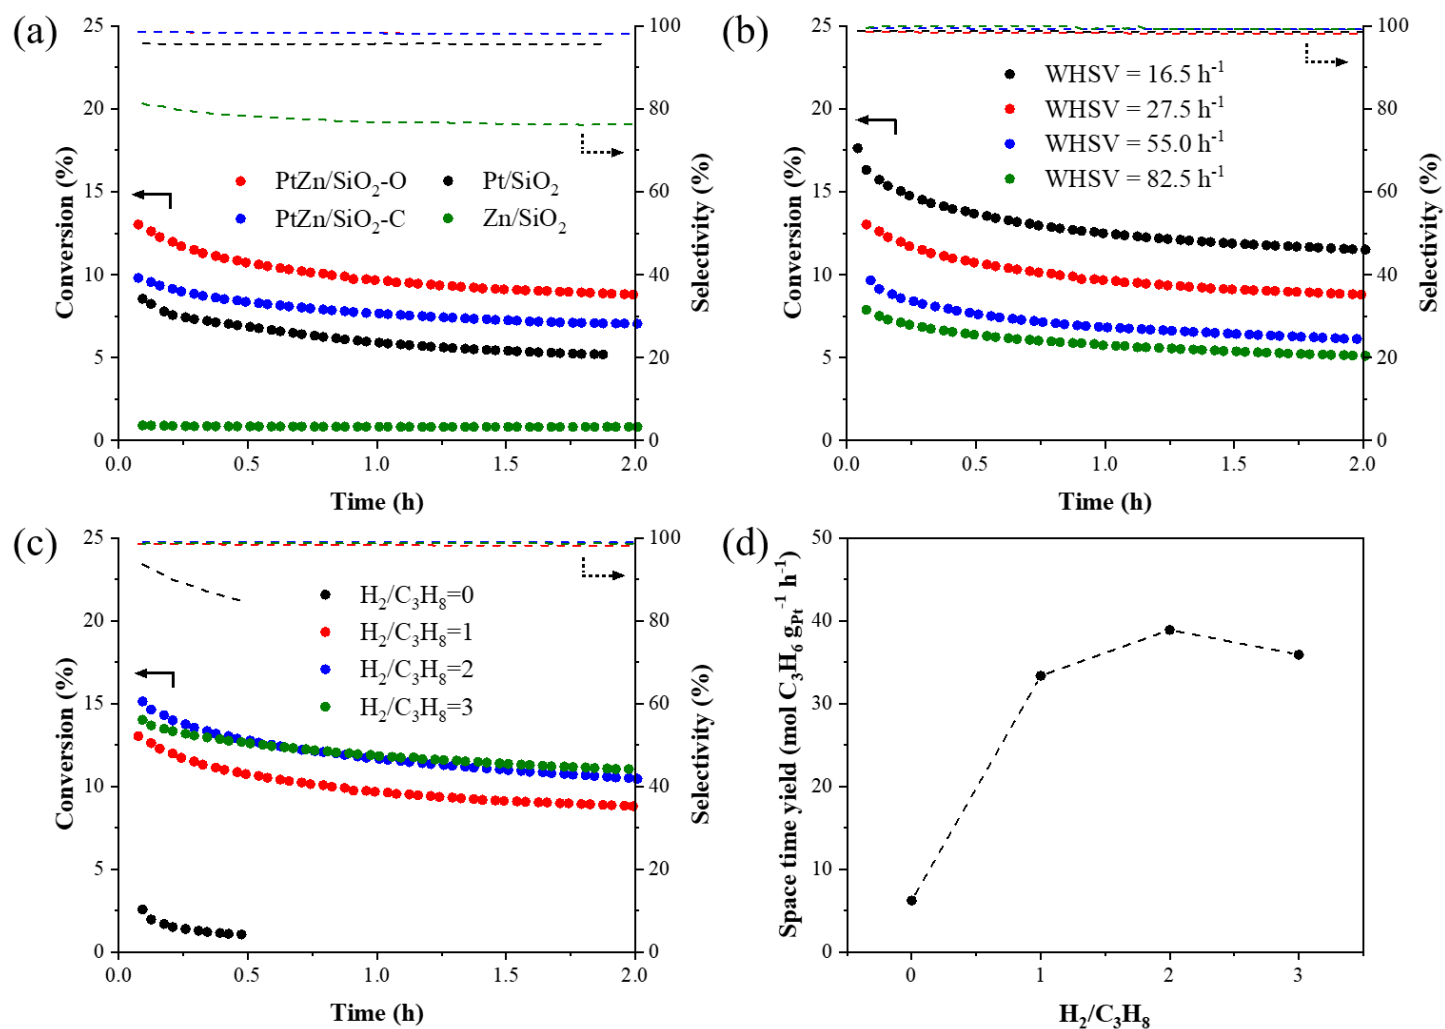 (a)
25
20
15
10
5
0
Conversion (%)
100
80
60
40
20
0
Selectivity (%)
PtZn/SiO₂-O
Pt/SiO₂
PtZn/SiO₂-C
Zn/SiO₂
0.0 0.5 1.0 1.5 2.0
Time (h)
(b)
25
20
15
10
5
0
Conversion (%)
100
80
60
40
20
0
Selectivity (%)
WHSV = 16.5 h⁻¹
WHSV = 27.5 h⁻¹
WHSV = 55.0 h⁻¹
WHSV = 82.5 h⁻¹
0.0 0.5 1.0 1.5 2.0
Time (h)
(c)
25
20
15
10
5
0
Conversion (%)
100
80
60
40
20
0
Selectivity (%)
H₂/C₃H₈=0
H₂/C₃H₈=1
H₂/C₃H₈=2
H₂/C₃H₈=3
0.0 0.5 1.0 1.5 2.0
Time (h)
(d)
50
40
30
20
10
0
Space time yield (mol C₃H₆ g_Pt⁻¹ h⁻¹)
0 1 2 3
H₂/C₃H₈